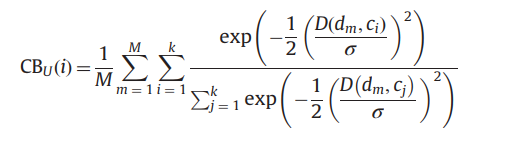 CB_U(i) = \frac{1}{M} \sum_{m=1}^{M} \sum_{i=1}^{k} \frac{\exp\left(-\frac{1}{2}\left(\frac{D(d_m, c_i)}{\sigma}\right)^2\right)}{\sum_{j=1}^{k} \exp\left(-\frac{1}{2}\left(\frac{D(d_m, c_j)}{\sigma}\right)^2\right)}